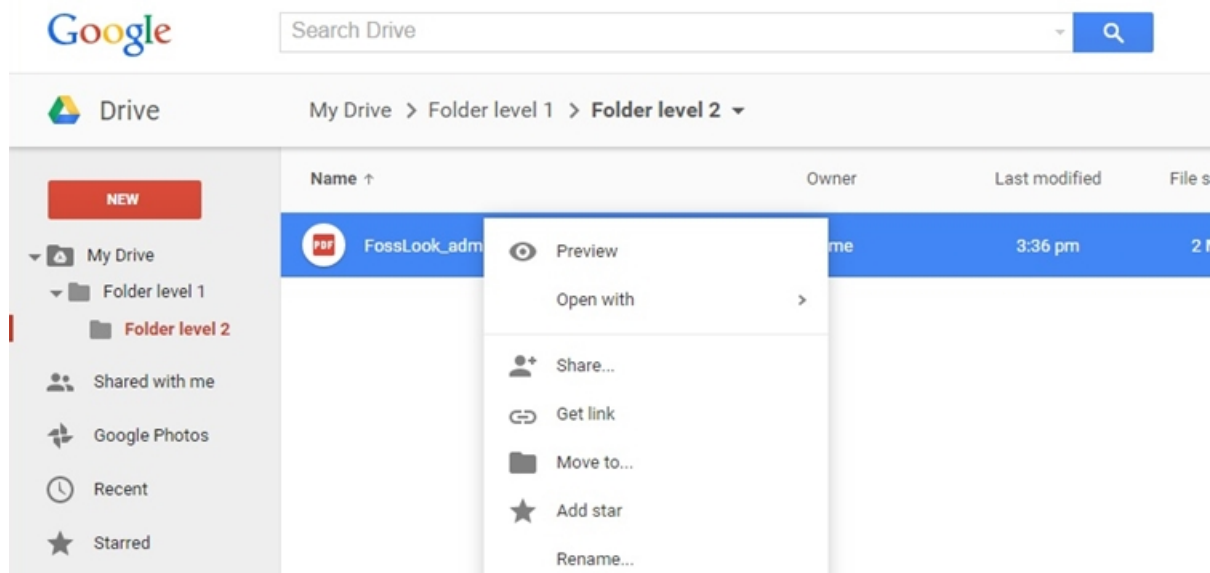 Google
Search Drive
Drive
My Drive > Folder level 1 > Folder level 2
NEW
Name ↑ Owner Last modified File s
PDF FossLook_adm me 3:36 pm 2
My Drive
Folder level 1
Folder level 2
Shared with me
Google Photos
Recent
Starred
Preview
Open with >
Share...
Get link
Move to...
Add star
Rename...